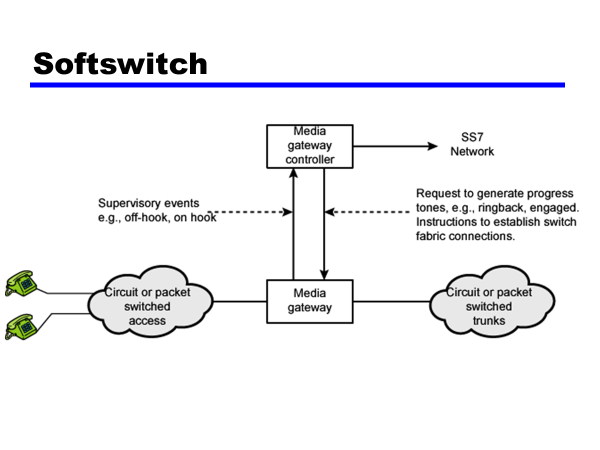 Softswitch
Media
gateway
controller
SS7
Network
Supervisory events
e.g., off-hook, on hook
Request to generate progress
tones, e.g., ringback, engaged.
Instructions to establish switch
fabric connections.
Circuit or packet
switched
access
Media
gateway
Circuit or packet
switched
trunks